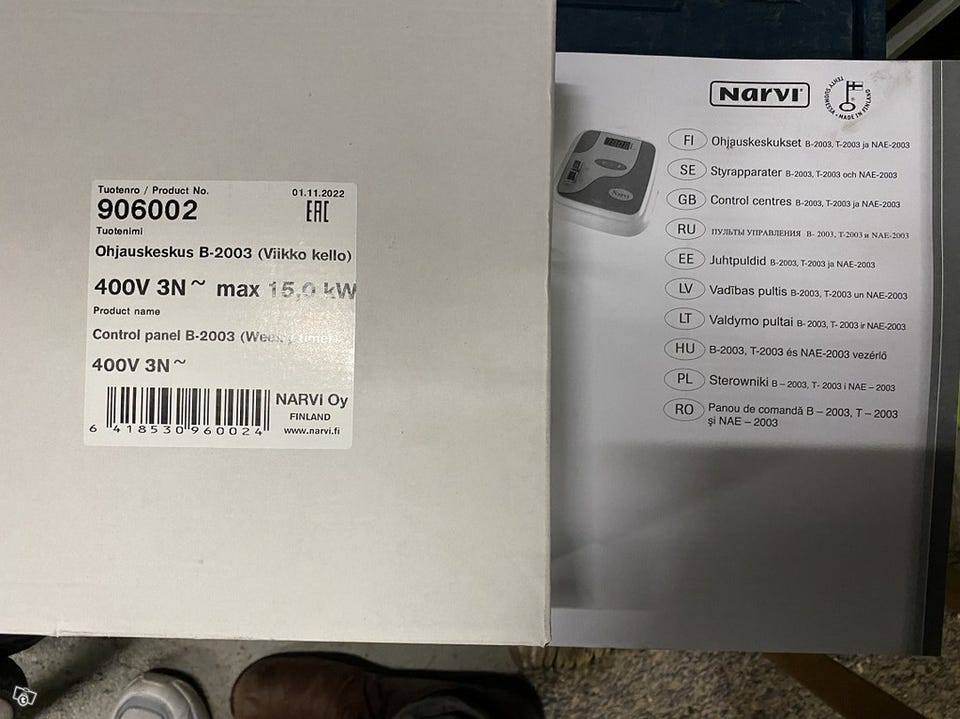 Tuotenro / Product No.
01.11.2022
906002
EAC
Tuotenimi
Ohjauskeskus B-2003 (Viikko kello)
400V 3N~ max 15,0 kW
Product name
Control panel B-2003 (Week timer)
400V 3N~
6 418530 960024
NARVi Oy
FINLAND
www.narvi.fi
Narvi
TEHTY SUOMESSA • MADE IN FINLAND
FI Ohjauskeskukset B-2003, T-2003 ja NAE-2003
SE Styrapparater B-2003, T-2003 och NAE-2003
GB Control centres B-2003, T-2003 ja NAE-2003
RU ПУЛЬТЫ УПРАВЛЕНИЯ В- 2003, Т-2003 и NAE-2003
EE Juhtpuldid B-2003, T-2003 ja NAE-2003
LV Vadības pultis B-2003, T-2003 un NAE-2003
LT Valdymo pultai B- 2003, T- 2003 ir NAE-2003
HU B-2003, T-2003 és NAE-2003 vezérlő
PL Sterowniki B – 2003, T- 2003 i NAE – 2003
RO Panou de comandă B – 2003, T – 2003
și NAE – 2003
Narvi